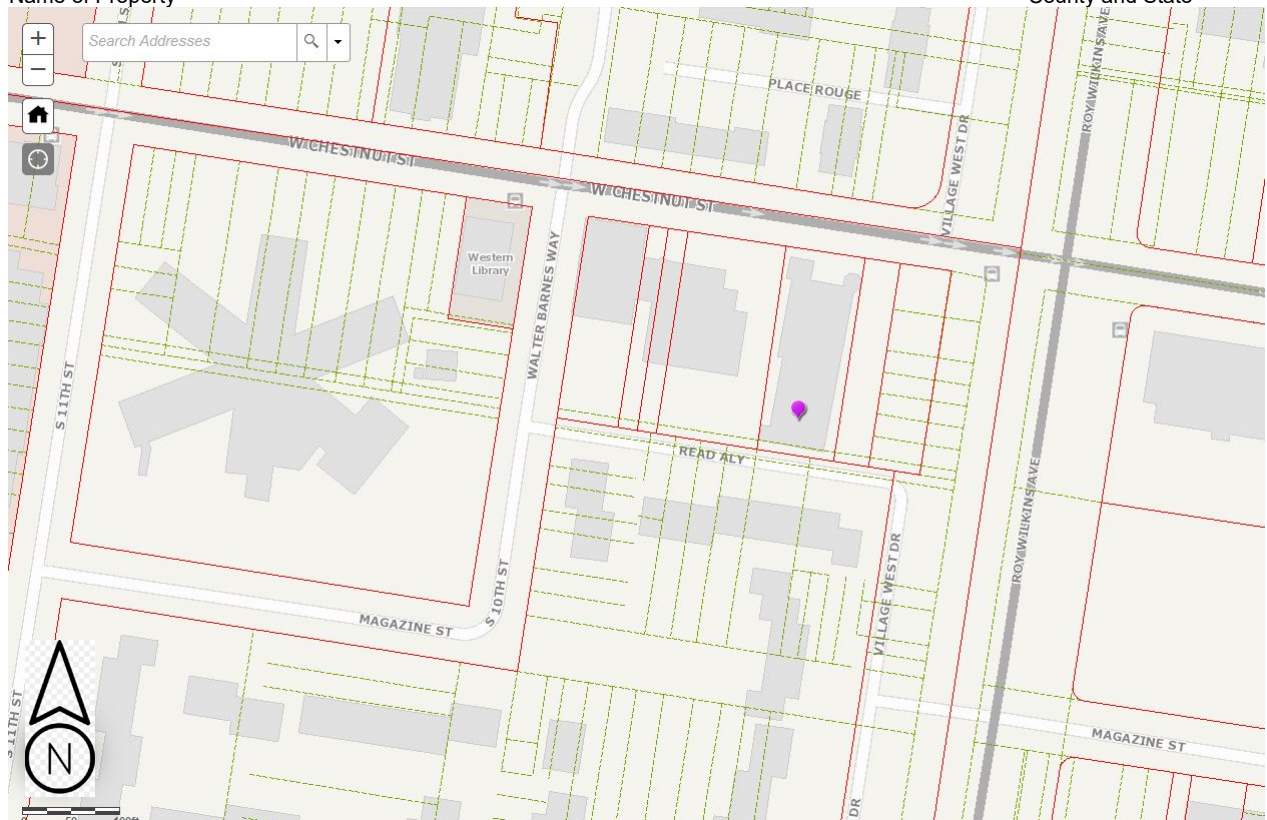 Name of Property
County and State
+
Search Addresses
−
PLACE ROUGE
ROY WILKINS AVE
W CHESTNUT ST
VILLAGE WEST DR
W CHESTNUT ST
Western
Library
WALTER BARNES WAY
S 11TH ST
READ ALY
ROY WILKINS AVE
VILLAGE WEST DR
S 10TH ST
MAGAZINE ST
S 11TH ST
N
MAGAZINE ST
DR